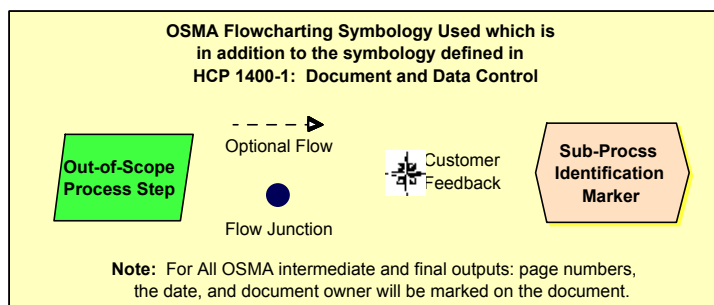 OSMA Flowcharting Symbology Used which is
in addition to the symbology defined in
HCP 1400-1: Document and Data Control
Out-of-Scope
Process Step
Optional Flow
Flow Junction
Customer
Feedback
Sub-Procss
Identification
Marker
Note: For All OSMA intermediate and final outputs: page numbers,
the date, and document owner will be marked on the document.